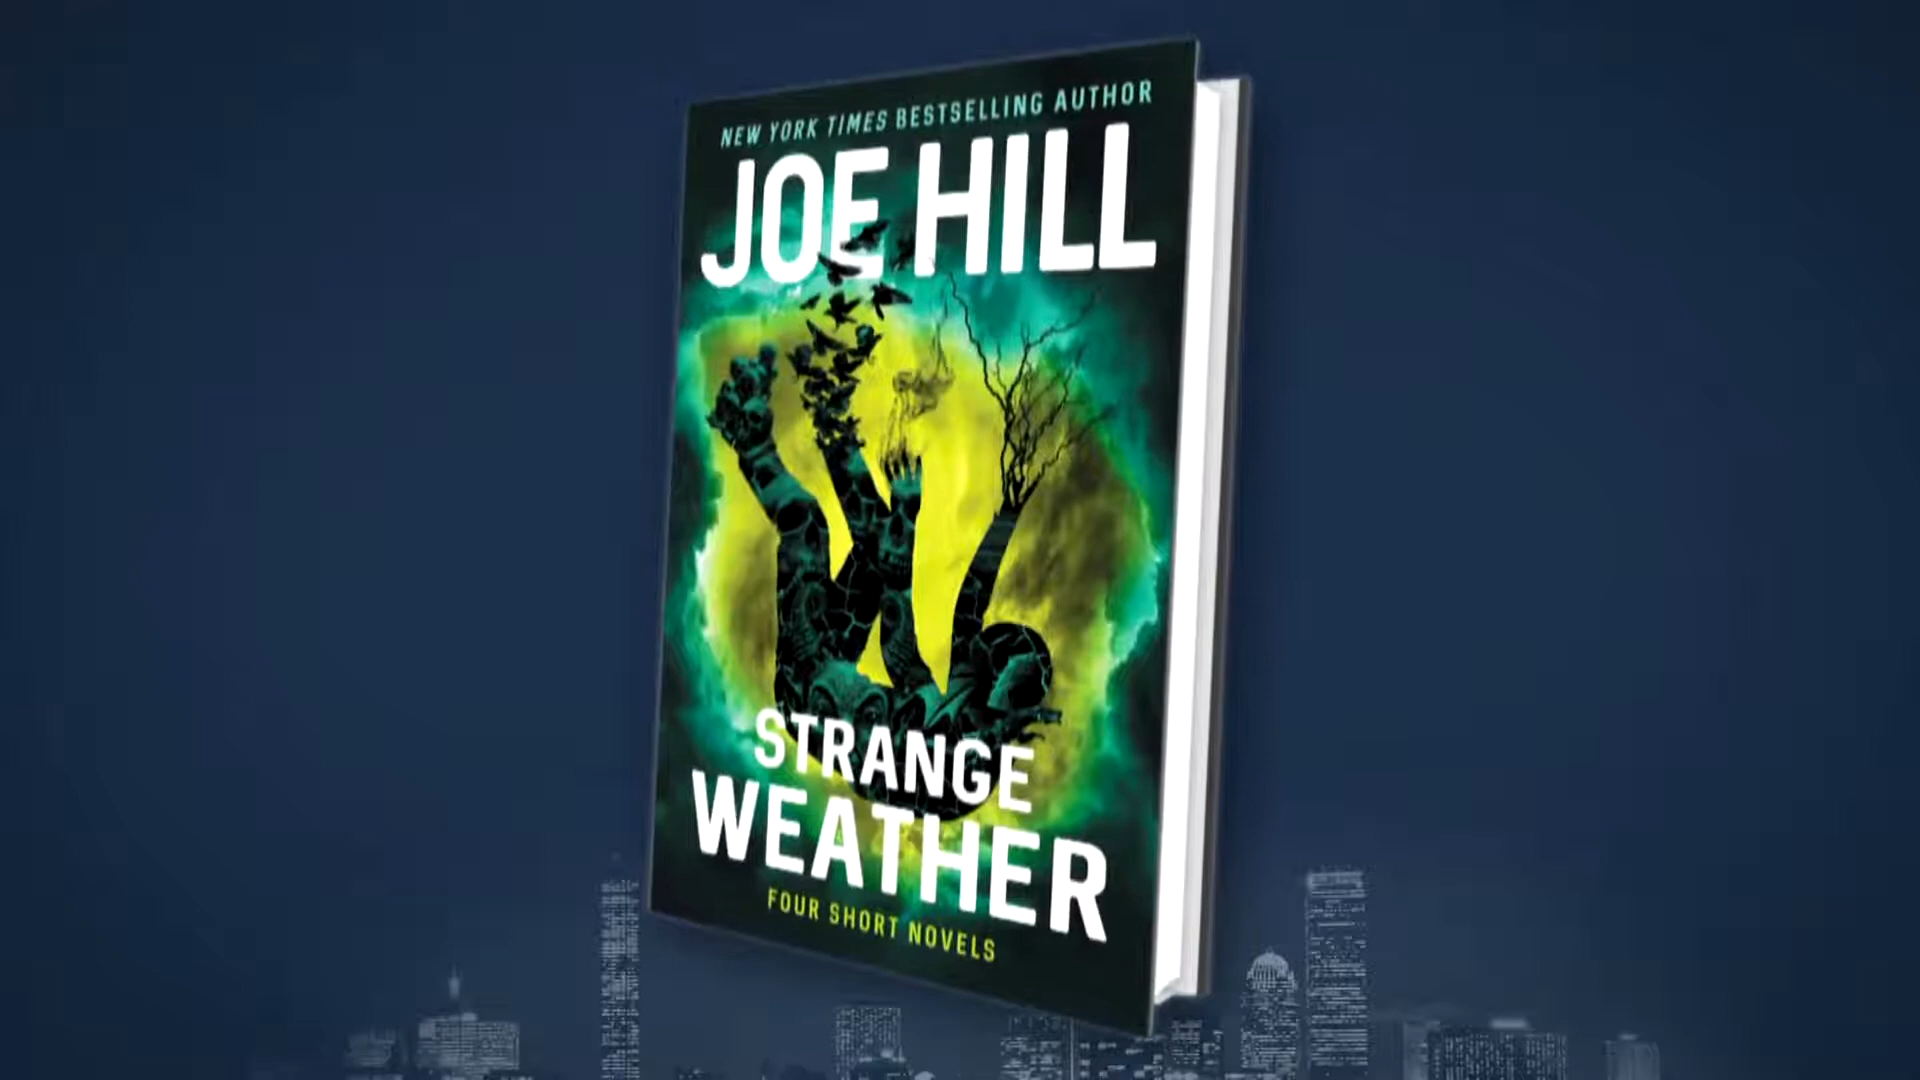 NEW YORK TIMES BESTSELLING AUTHOR
JOE HILL
STRANGE
WEATHER
FOUR SHORT NOVELS